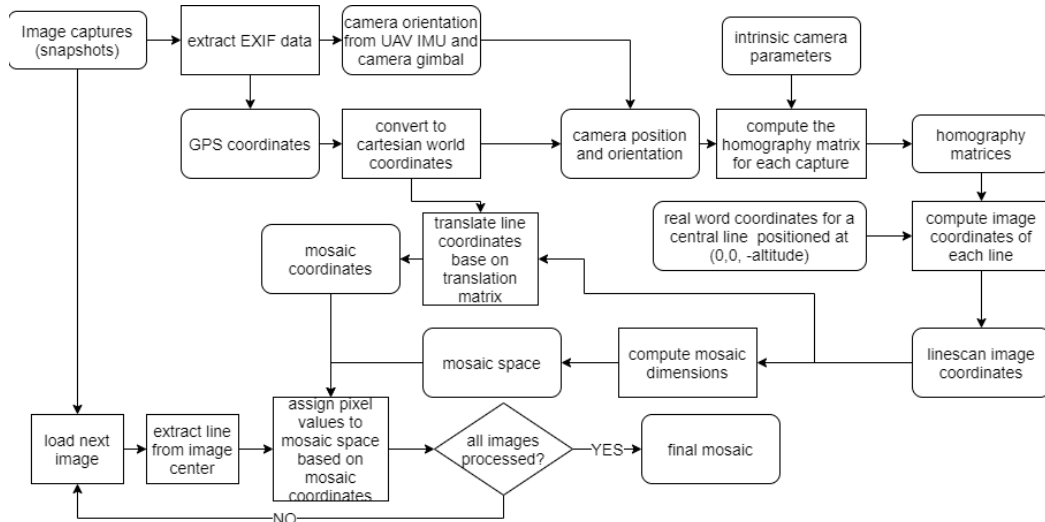 Image captures
(snapshots)
extract EXIF data
camera orientation
from UAV IMU and
camera gimbal
intrinsic camera
parameters
GPS coordinates
convert to
cartesian world
coordinates
camera position
and orientation
compute the
homography matrix
for each capture
homography
matrices
mosaic
coordinates
translate line
coordinates
base on
translation
matrix
real word coordinates for a
central line positioned at
(0,0, -altitude)
compute image
coordinates of
each line
mosaic space
compute mosaic
dimensions
linescan image
coordinates
load next
image
extract line
from image
center
assign pixel
values to
mosaic space
based on
mosaic
coordinates
all images
processed?
YES
final mosaic
NO